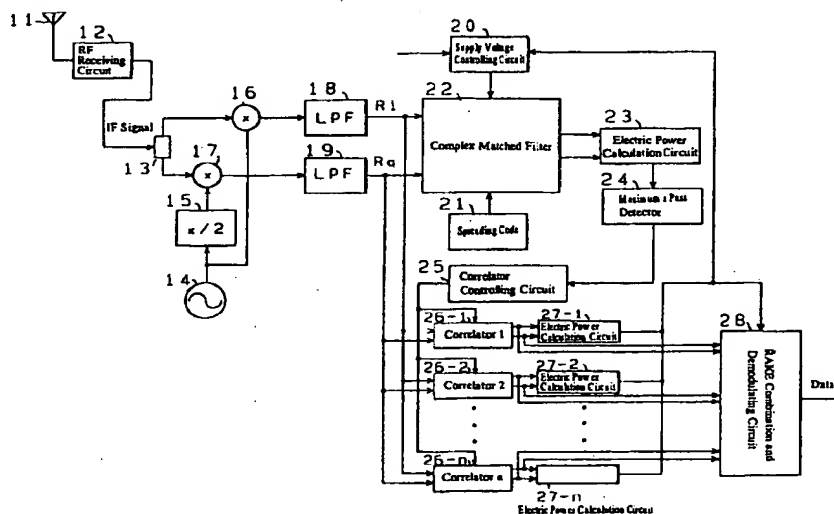 11
12
RF
Receiving
Circuit
IF Signal
13
16
17
15
π/2
14
18
LPF
R i
19
LPF
R q
20
Supply Voltage
Controlling Circuit
22
Complex Matched Filter
21
Spreading Code
23
Electric Power
Calculation Circuit
24
Maximum n Pass
Detector
25
Correlator
Controlling Circuit
26-1
Correlator 1
27-1
Electric Power
Calculation Circuit
26-2
Correlator 2
27-2
Electric Power
Calculation Circuit
26-n
Correlator n
27-n
Electric Power Calculation Circuit
28
RAKE Combination and
Demodulating Circuit
Data